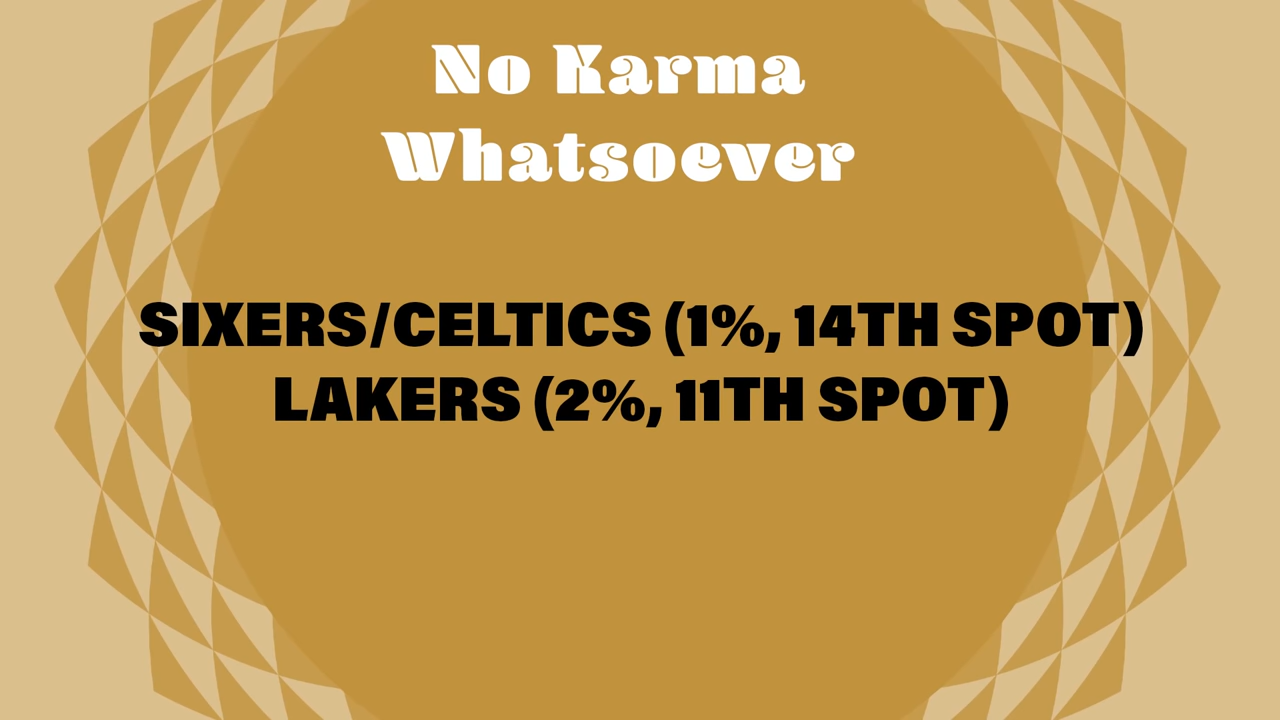 No Karma
Whatsoever
SIXERS/CELTICS (1%, 14TH SPOT)
LAKERS (2%, 11TH SPOT)